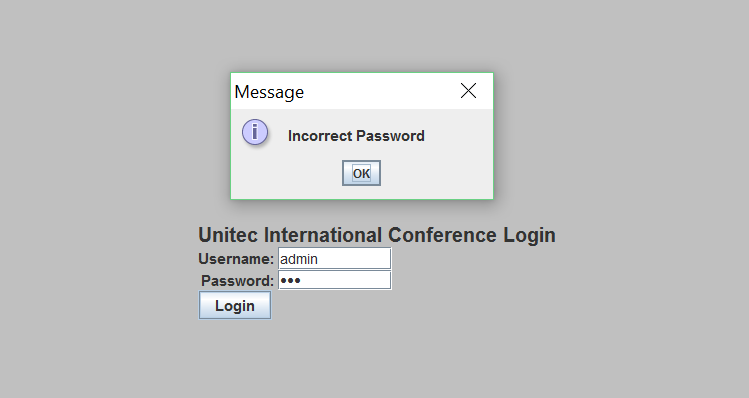 Message
Incorrect Password
OK
Unitec International Conference Login
Username: admin
Password: •••
Login